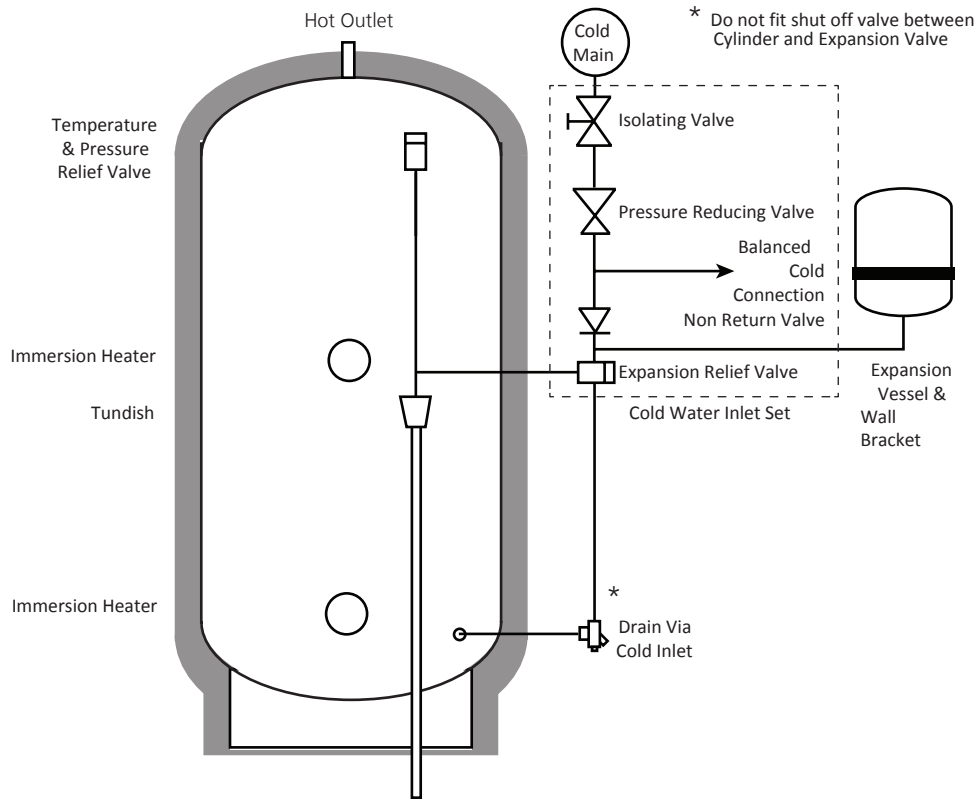 Hot Outlet
Cold
Main
* Do not fit shut off valve between
Cylinder and Expansion Valve
Temperature
& Pressure
Relief Valve
Isolating Valve
Pressure Reducing Valve
Balanced
Cold
Connection
Non Return Valve
Immersion Heater
Expansion Relief Valve
Expansion
Vessel &
Wall
Bracket
Tundish
Cold Water Inlet Set
Immersion Heater
*
Drain Via
Cold Inlet